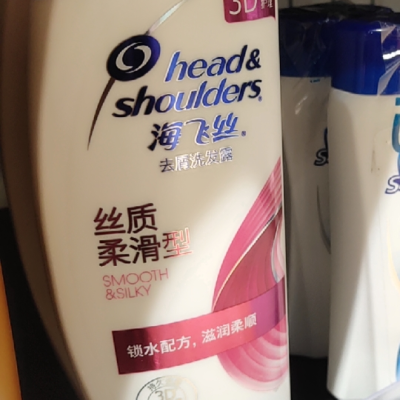 3D
head&
shoulders
海飞丝
去屑洗发露
丝质
柔滑型
SMOOTH
&SILKY
锁水配方，滋润柔顺